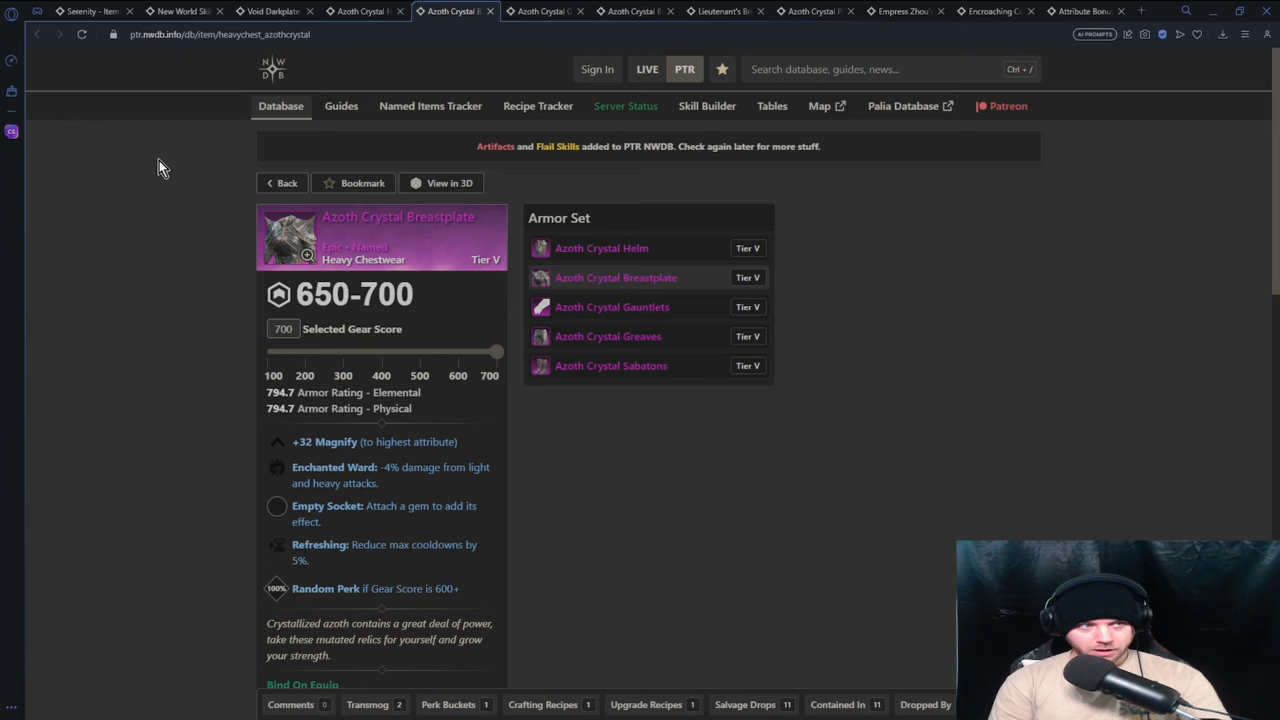 Serenity - Item
New World Skil
Void Darkplate
Azoth Crystal H
Azoth Crystal B
Azoth Crystal G
Azoth Crystal B
Lieutenant's Br
Azoth Crystal P
Empress Zhou'
Encroaching C
Attribute Bonu
ptr.nwdb.info/db/item/heavychest_azothcrystal
AI PROMPTS
CS
N
W
D
B
Sign In
LIVE
PTR
Search database, guides, news...
Ctrl + /
Database
Guides
Named Items Tracker
Recipe Tracker
Server Status
Skill Builder
Tables
Map
Palia Database
Patreon
Artifacts and Flail Skills added to PTR NWDB. Check again later for more stuff.
Back
Bookmark
View in 3D
Azoth Crystal Breastplate
Epic • Named
Heavy Chestwear
Tier V
650-700
700 Selected Gear Score
100 200 300 400 500 600 700
794.7 Armor Rating - Elemental
794.7 Armor Rating - Physical
+32 Magnify (to highest attribute)
Enchanted Ward: -4% damage from light
and heavy attacks.
Empty Socket: Attach a gem to add its
effect.
Refreshing: Reduce max cooldowns by
5%.
100% Random Perk if Gear Score is 600+
Crystallized azoth contains a great deal of power,
take these mutated relics for yourself and grow
your strength.
Bind On Equip
Armor Set
Azoth Crystal Helm Tier V
Azoth Crystal Breastplate Tier V
Azoth Crystal Gauntlets Tier V
Azoth Crystal Greaves Tier V
Azoth Crystal Sabatons Tier V
Comments 0
Transmog 2
Perk Buckets 1
Crafting Recipes 1
Upgrade Recipes 1
Salvage Drops 11
Contained In 11
Dropped By